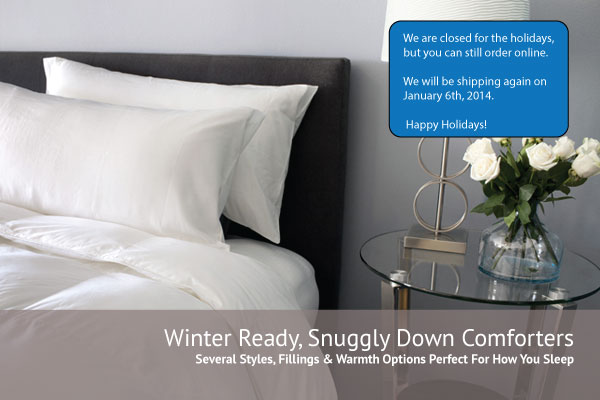 We are closed for the holidays,
but you can still order online.
We will be shipping again on
January 6th, 2014.
Happy Holidays!
Winter Ready, Snuggly Down Comforters
Several Styles, Fillings & Warmth Options Perfect For How You Sleep